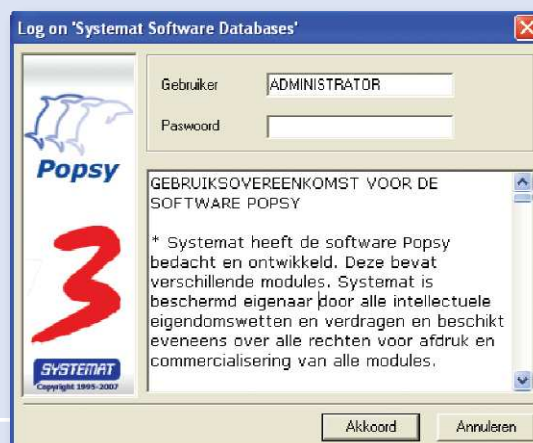 Log on 'Systemat Software Databases'
Gebruiker
ADMINISTRATOR
Paswoord
Popsy
3
SYSTEMAT
Copyright 1995-2007
GEBRUIKSOVEREENKOMST VOOR DE
SOFTWARE POPSY
* Systemat heeft de software Popsy
bedacht en ontwikkeld. Deze bevat
verschillende modules. Systemat is
beschermd eigenaar door alle intellectuele
eigendomswetten en verdragen en beschikt
eveneens over alle rechten voor afdruk en
commercialisering van alle modules.
Akkoord
Annuleren